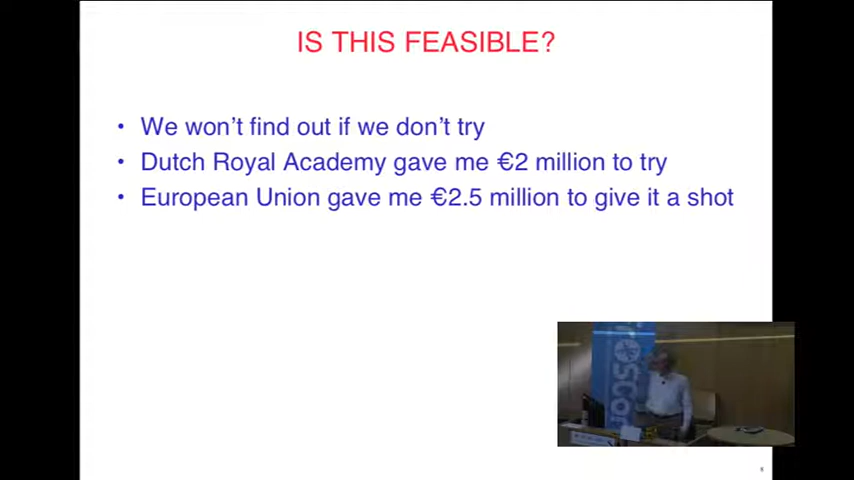 IS THIS FEASIBLE?
• We won't find out if we don't try
• Dutch Royal Academy gave me €2 million to try
• European Union gave me €2.5 million to give it a shot